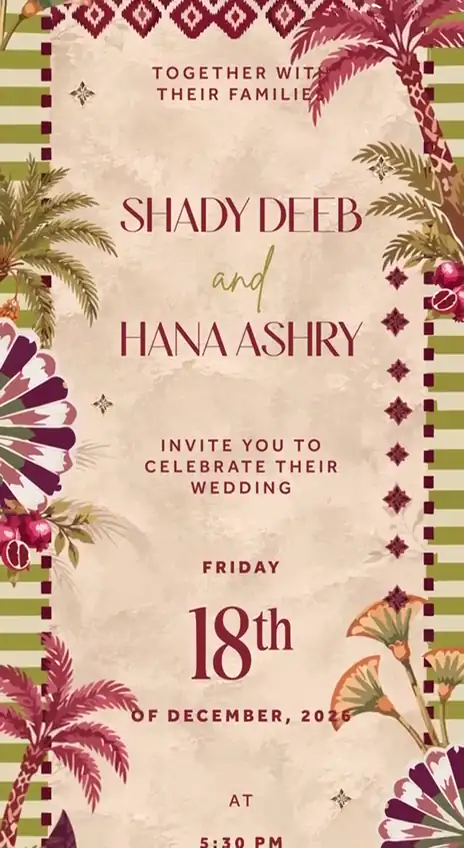 TOGETHER WITH
THEIR FAMILIES
SHADY DEEB
and
HANA ASHRY
INVITE YOU TO
CELEBRATE THEIR
WEDDING
FRIDAY
18th
OF DECEMBER, 2026
AT
5:30 PM